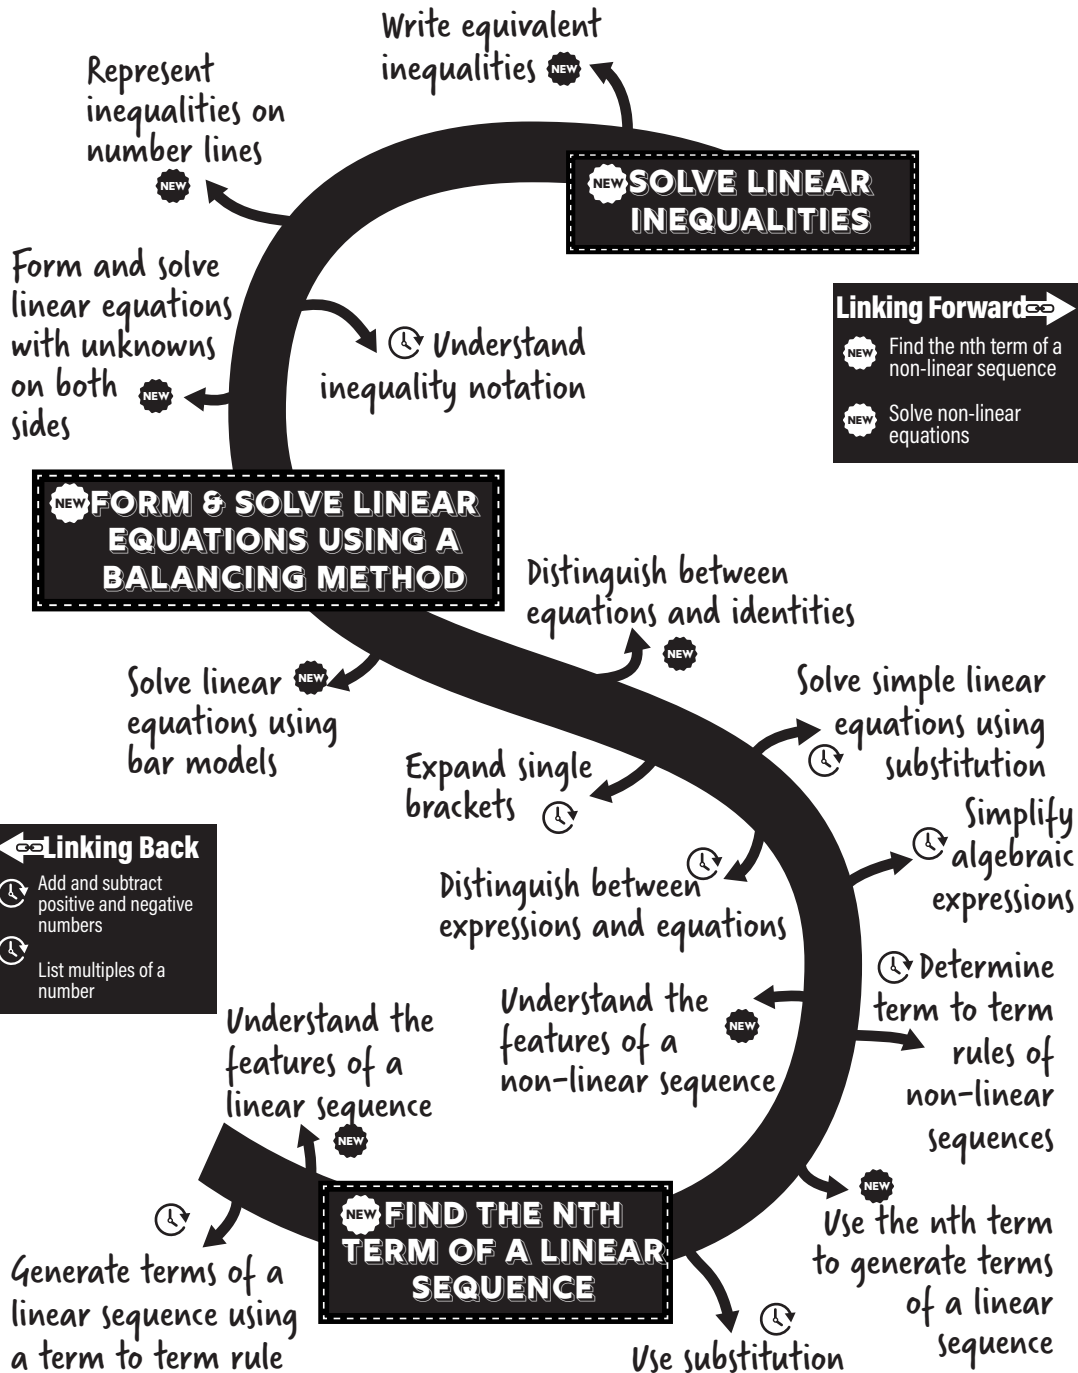 Write equivalent
inequalities NEW
Represent
inequalities on
number lines
NEW
NEW SOLVE LINEAR
INEQUALITIES
Form and solve
linear equations
with unknowns
on both NEW
sides
Understand
inequality notation
Linking Forward
NEW Find the nth term of a
non-linear sequence
NEW Solve non-linear
equations
NEW FORM & SOLVE LINEAR
EQUATIONS USING A
BALANCING METHOD
Distinguish between
equations and identities
NEW
Solve linear NEW
equations using
bar models
Solve simple linear
equations using
substitution
Expand single
brackets
Simplify
algebraic
expressions
Linking Back
Add and subtract
positive and negative
numbers
List multiples of a
number
Distinguish between
expressions and equations
Determine
term to term
rules of
non-linear
sequences
Understand the
features of a NEW
non-linear sequence
Understand the
features of a
linear sequence
NEW
NEW
Use the nth term
to generate terms
of a linear
sequence
NEW FIND THE NTH
TERM OF A LINEAR
SEQUENCE
Generate terms of a
linear sequence using
a term to term rule
Use substitution